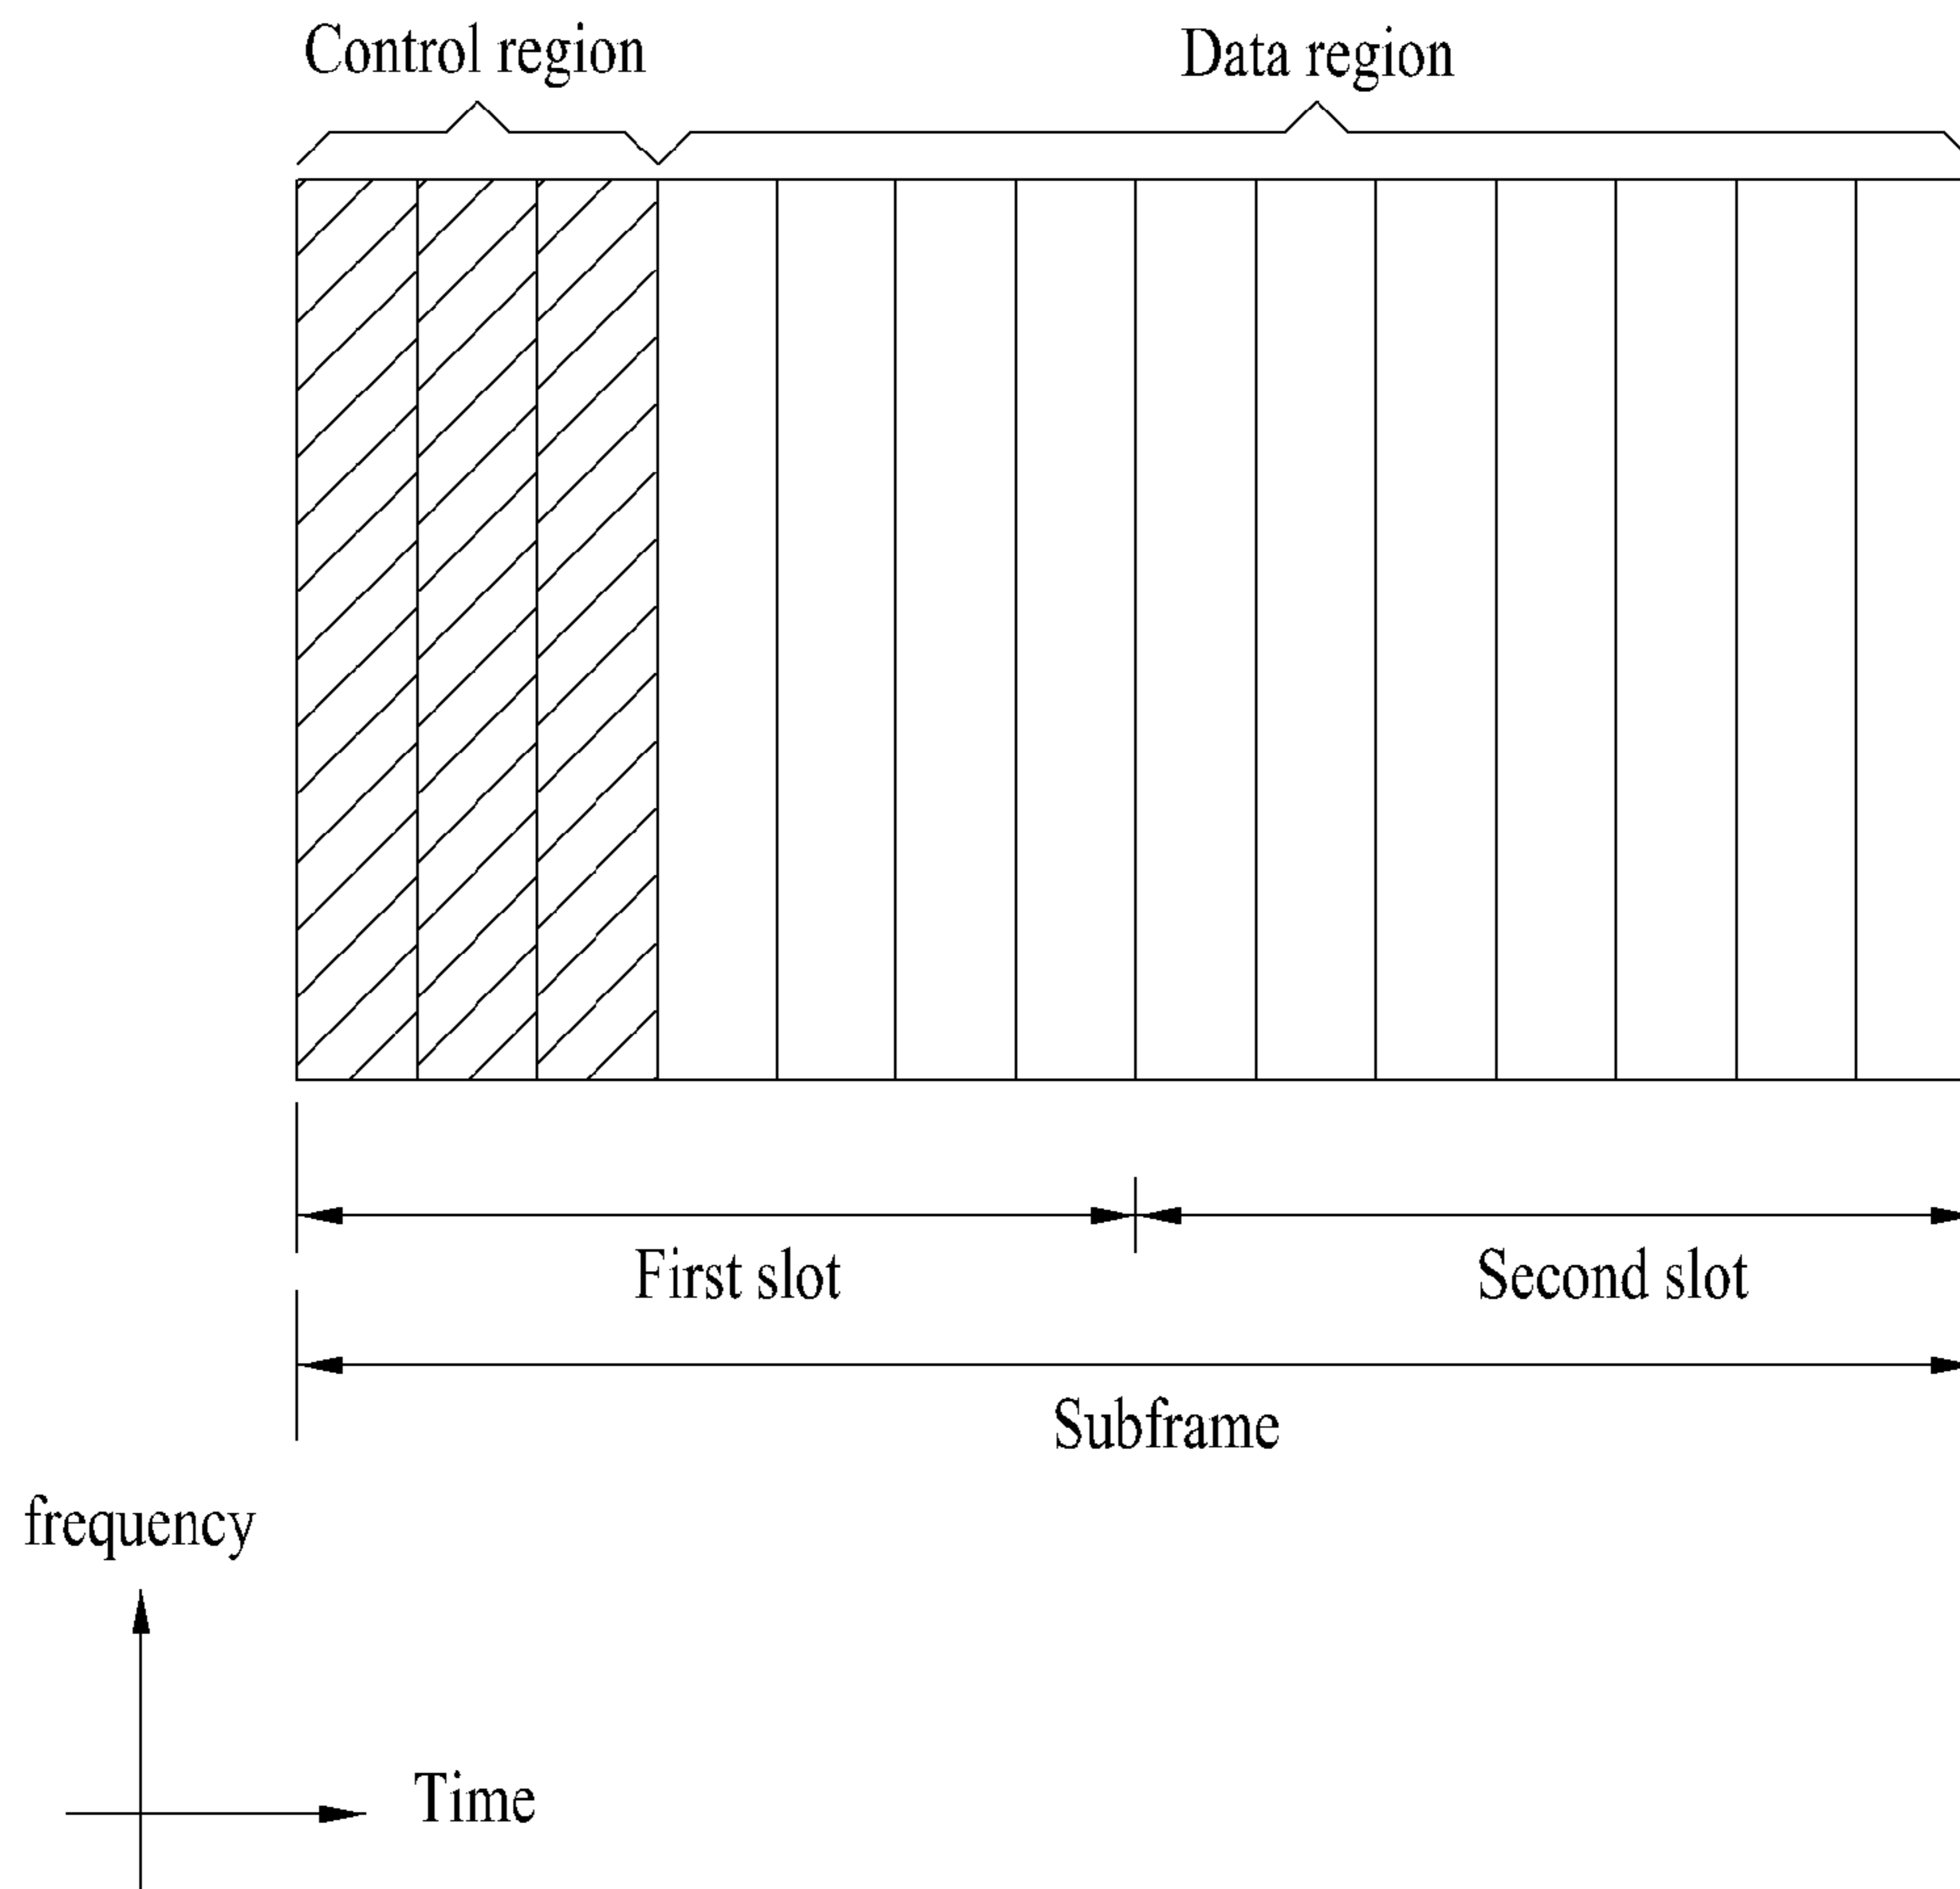 Control region
Data region
First slot
Second slot
Subframe
frequency
Time